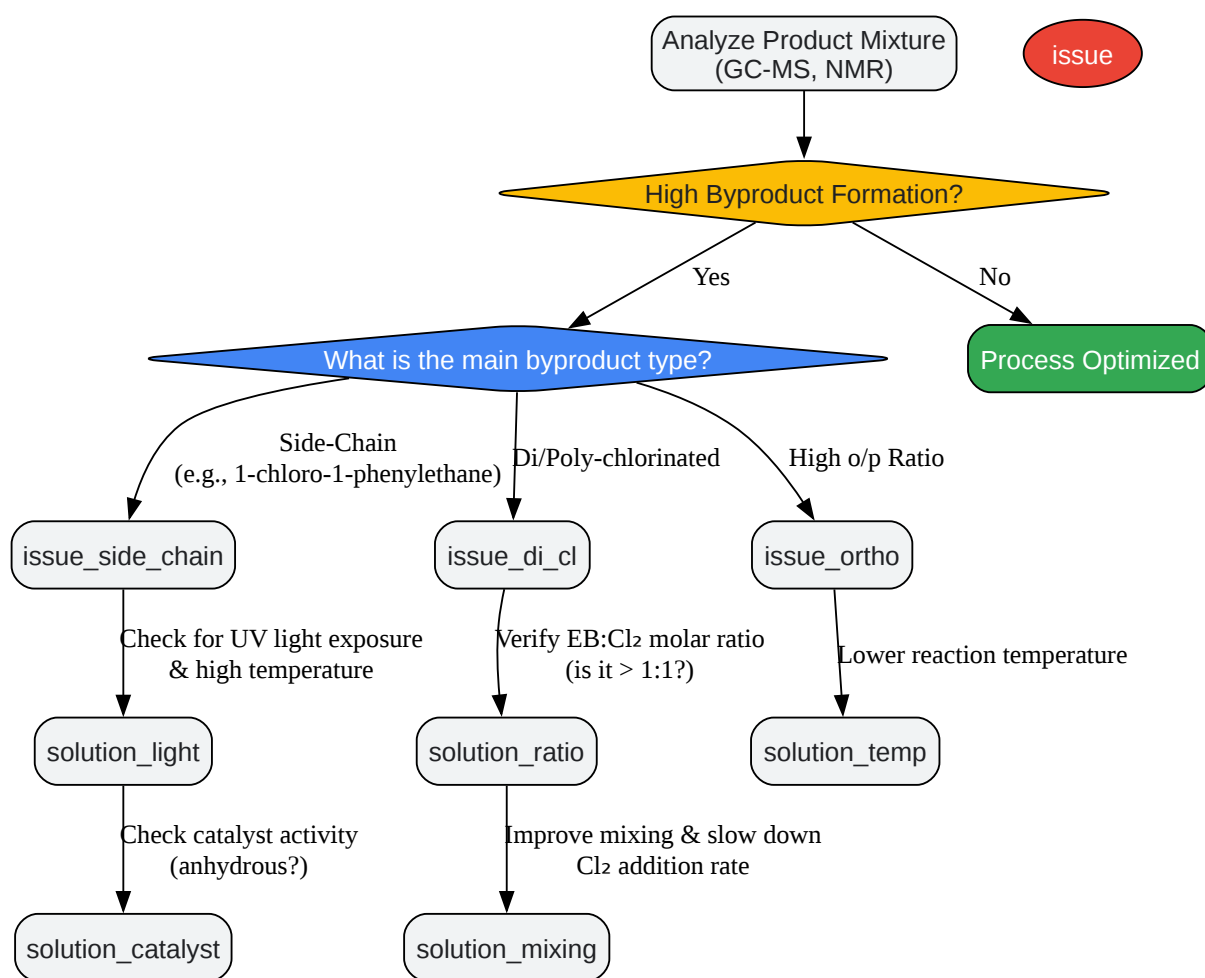 Analyze Product Mixture
(GC-MS, NMR)
issue
High Byproduct Formation?
Yes
No
What is the main byproduct type?
Process Optimized
Side-Chain
(e.g., 1-chloro-1-phenylethane)
Di/Poly-chlorinated
High o/p Ratio
issue_side_chain
issue_di_cl
issue_ortho
Check for UV light exposure
& high temperature
Verify EB:Cl₂ molar ratio
(is it > 1:1?)
Lower reaction temperature
solution_light
solution_ratio
solution_temp
Check catalyst activity
(anhydrous?)
Improve mixing & slow down
Cl₂ addition rate
solution_catalyst
solution_mixing